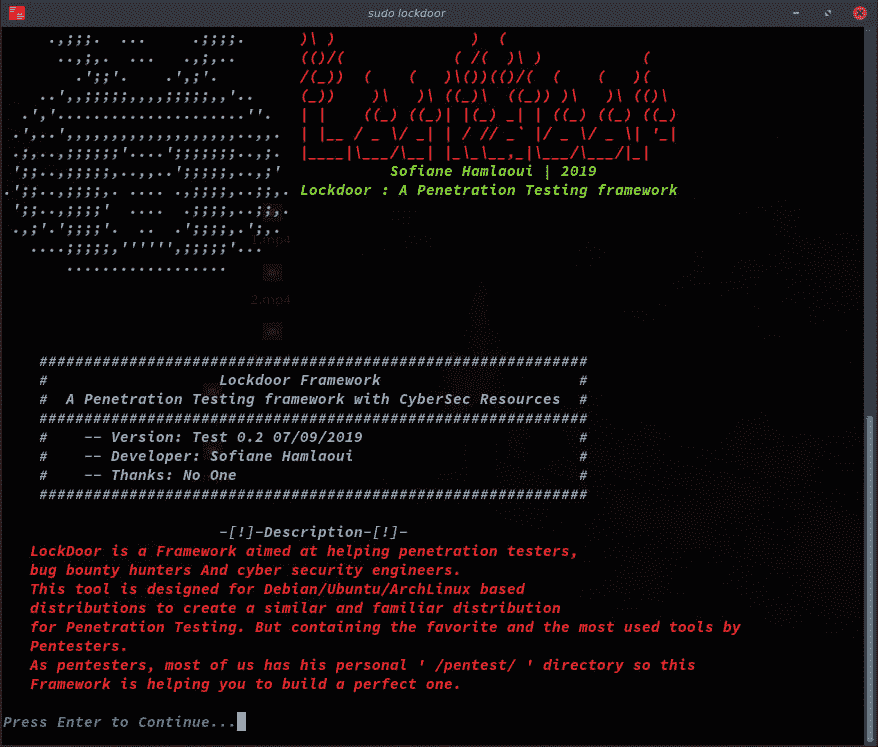 sudo lockdoor
Sofiane Hamlaoui | 2019
Lockdoor : A Penetration Testing framework
1.mp4
2.mp4
############################################################# 
# Lockdoor Framework #
# A Penetration Testing framework with CyberSec Resources #
#############################################################
# -- Version: Test 0.2 07/09/2019 #
# -- Developer: Sofiane Hamlaoui #
# -- Thanks: No One #
#############################################################
-[!]-Description-[!]-
LockDoor is a Framework aimed at helping penetration testers,
bug bounty hunters And cyber security engineers.
This tool is designed for Debian/Ubuntu/ArchLinux based
distributions to create a similar and familiar distribution
for Penetration Testing. But containing the favorite and the most used tools by
Pentesters.
As pentesters, most of us has his personal ' /pentest/ ' directory so this
Framework is helping you to build a perfect one.
Press Enter to Continue...